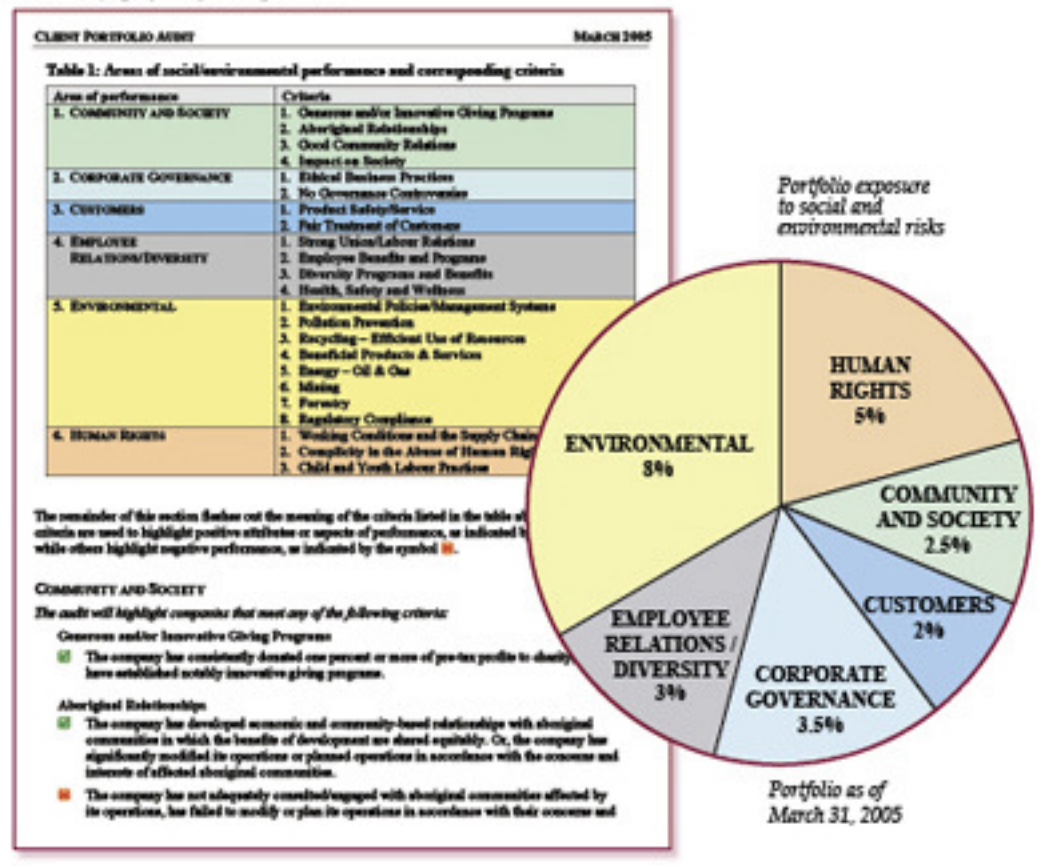 CLIENT PORTFOLIO AUDIT
MARCH 2005
Table 1: Areas of social/environmental performance and corresponding criteria
Area of performance
Criteria
1. COMMUNITY AND SOCIETY
1. Generous and/or Innovative Giving Programs
2. Aboriginal Relationships
3. Good Community Relations
4. Impact on Society
2. CORPORATE GOVERNANCE
1. Ethical Business Practices
2. No Governance Controversies
3. CUSTOMERS
1. Product Safety/Service
2. Fair Treatment of Customers
4. EMPLOYEE
RELATIONS/DIVERSITY
1. Strong Union/Labour Relations
2. Employee Benefits and Programs
3. Diversity Programs and Benefits
4. Health, Safety and Wellness
5. ENVIRONMENTAL
1. Environmental Policies/Management Systems
2. Pollution Prevention
3. Recycling – Efficient Use of Resources
4. Beneficial Products & Services
5. Energy – Oil & Gas
6. Mining
7. Forestry
8. Regulatory Compliance
6. HUMAN RIGHTS
1. Working Conditions and the Supply Chain
2. Complicity in the Abuse of Human Rig
3. Child and Youth Labour Practices
The remainder of this section fleshes out the meaning of the criteria listed in the table
criteria are used to highlight positive attributes or aspects of performance, as indicated
while others highlight negative performance, as indicated by the symbol
COMMUNITY AND SOCIETY
The audit will highlight companies that meet any of the following criteria:
Generous and/or Innovative Giving Programs
The company has consistently donated one percent or more of pre-tax profits to charity
have established notably innovative giving programs.
Aboriginal Relationships
The company has developed economic and community-based relationships with aboriginal
communities in which the benefits of development are shared equitably. Or, the company has
significantly modified its operations or planned operations in accordance with the concerns and
interests of affected aboriginal communities.
The company has not adequately consulted/engaged with aboriginal communities affected by
its operations, has failed to modify or plan its operations in accordance with their concerns and
Portfolio exposure
to social and
environmental risks
HUMAN
RIGHTS
5%
COMMUNITY
AND SOCIETY
2.5%
CUSTOMERS
2%
CORPORATE
GOVERNANCE
3.5%
EMPLOYEE
RELATIONS /
DIVERSITY
3%
ENVIRONMENTAL
8%
Portfolio as of
March 31, 2005